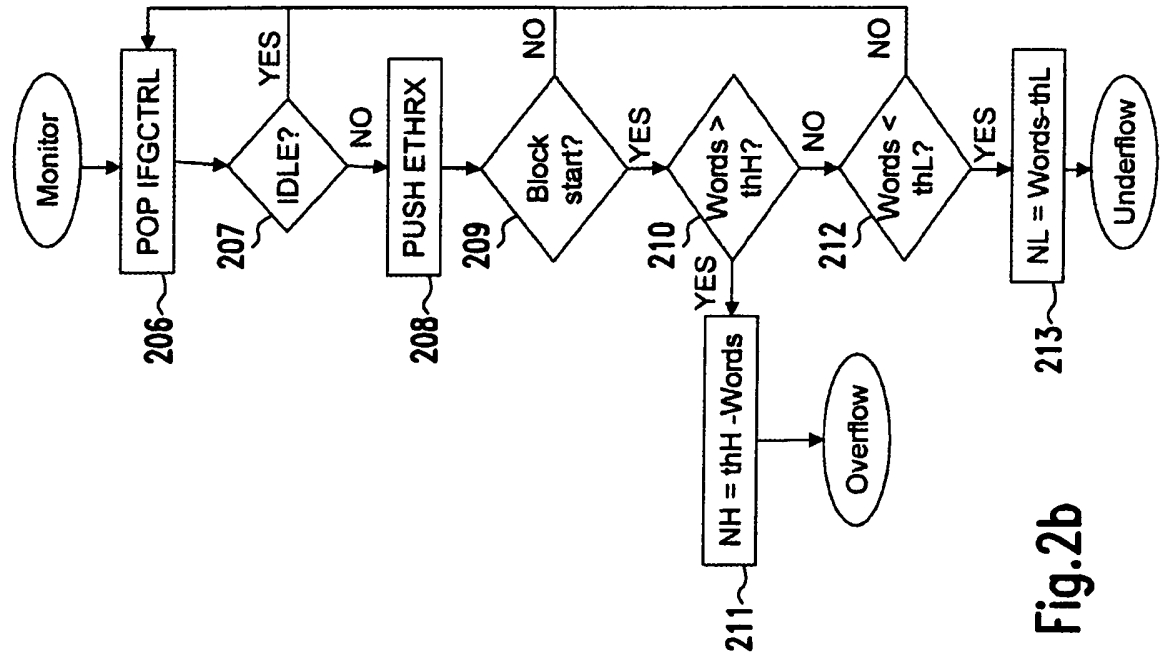 Monitor
POP IFGCTRL
206
IDLE?
207
YES
NO
PUSH ETHRX
208
Block
start?
209
NO
YES
Words >
thH?
210
YES
NO
NH = thH -Words
211
Overflow
Words <
thL?
212
NO
YES
NL = Words-thL
213
Underflow
Fig.2b